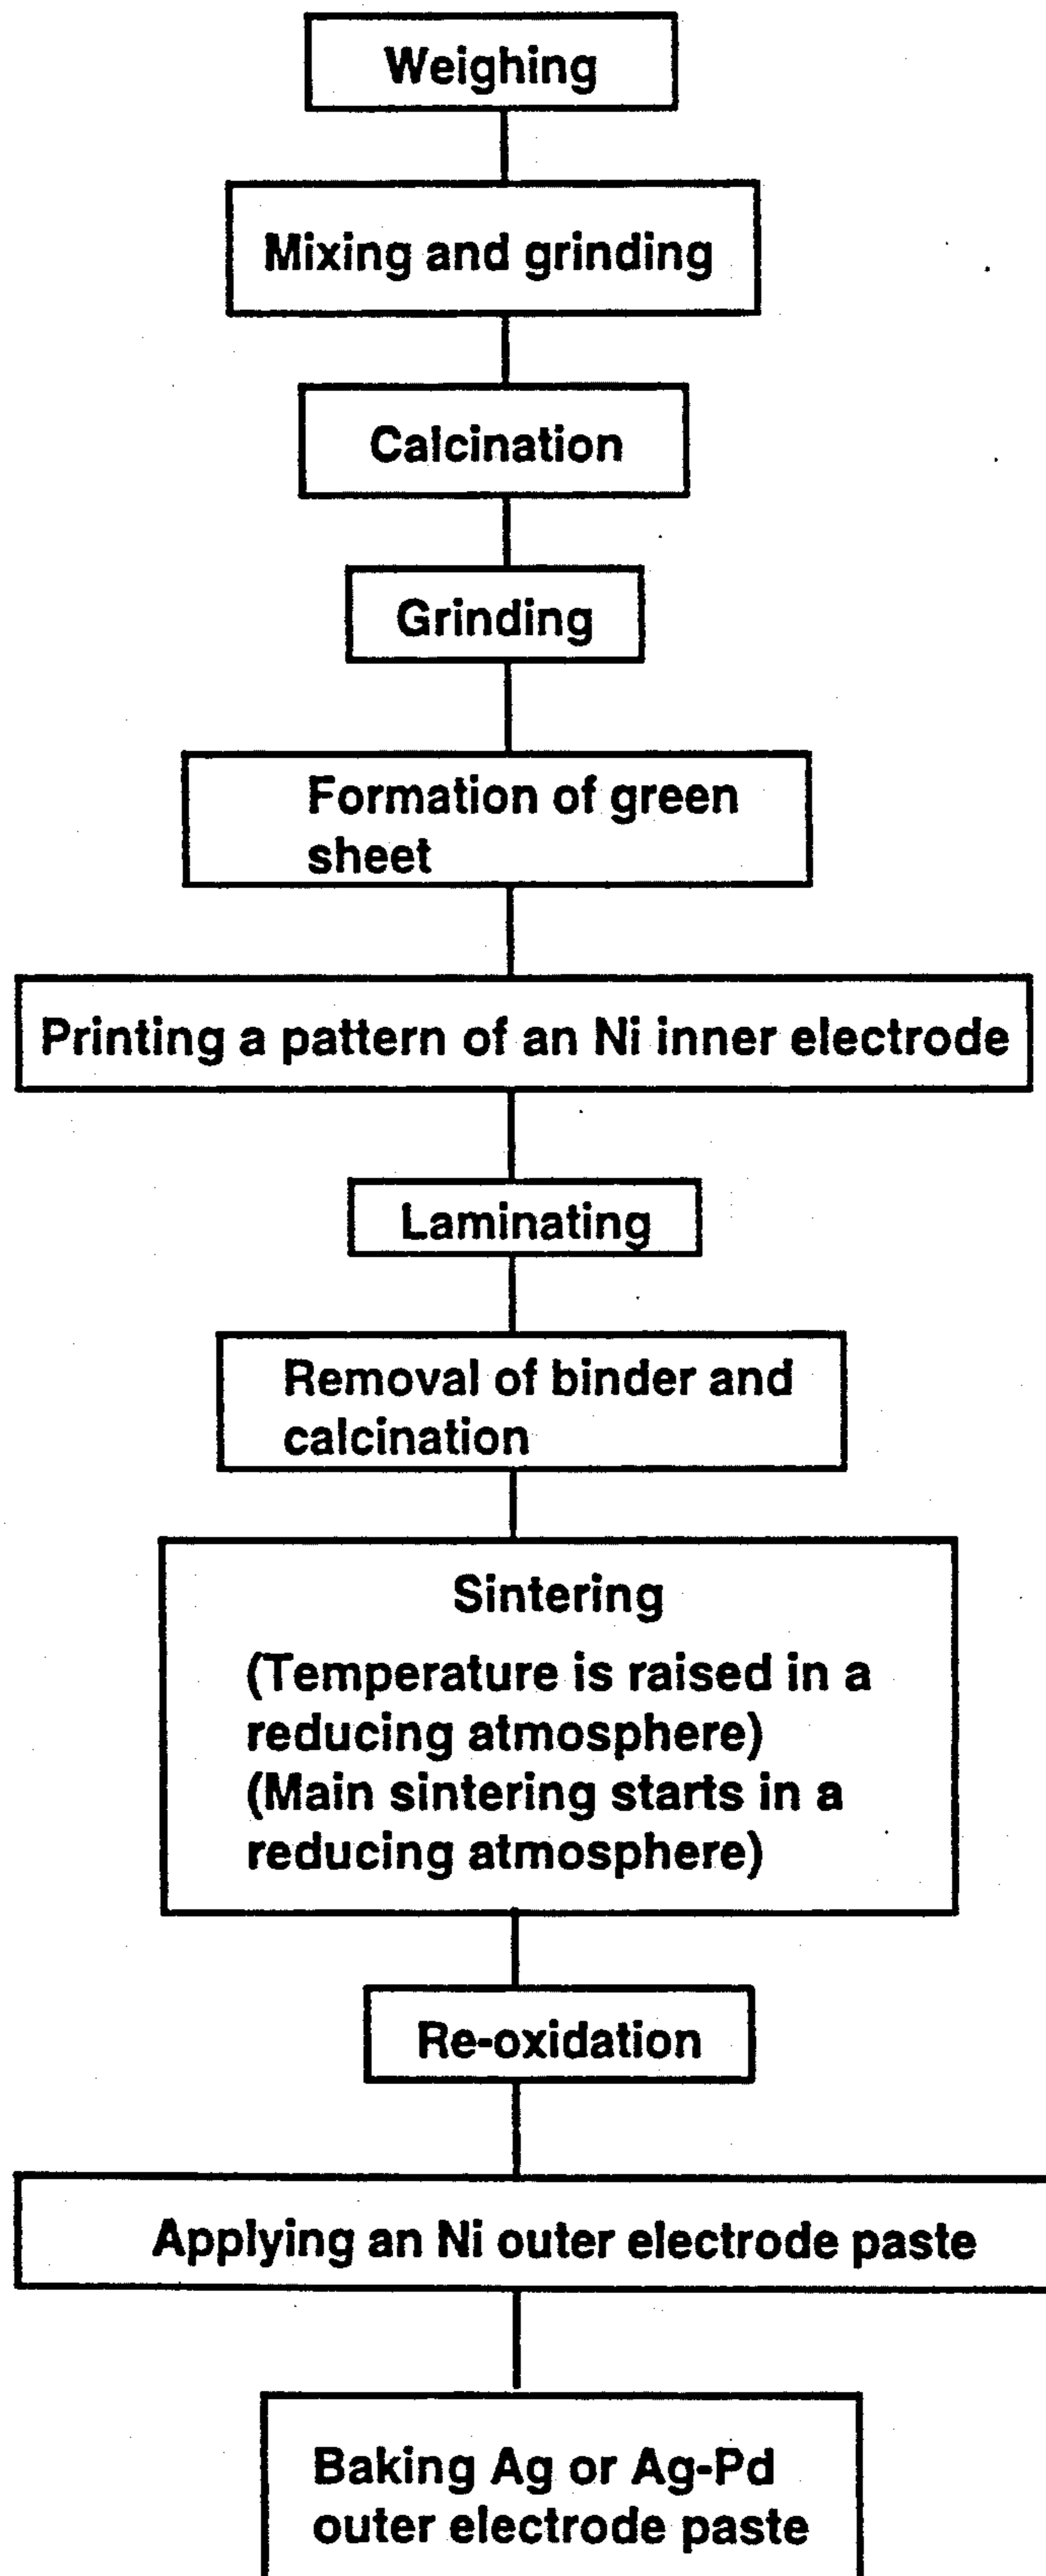 Weighing
Mixing and grinding
Calcination
Grinding
Formation of green
sheet
Printing a pattern of an Ni inner electrode
Laminating
Removal of binder and
calcination
Sintering
(Temperature is raised in a
reducing atmosphere)
(Main sintering starts in a
reducing atmosphere)
Re-oxidation
Applying an Ni outer electrode paste
Baking Ag or Ag-Pd
outer electrode paste